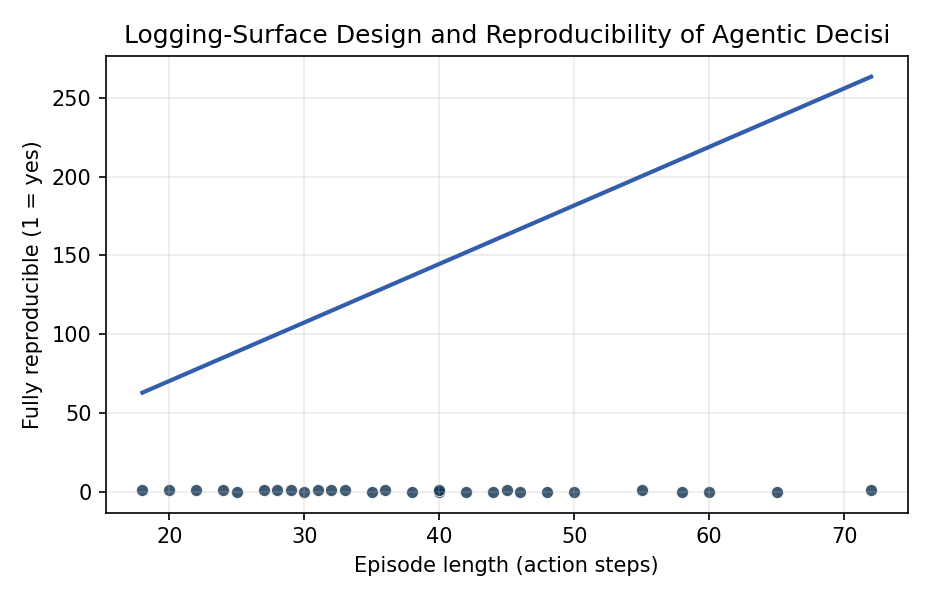 Logging-Surface Design and Reproducibility of Agentic Decisi
Fully reproducible (1 = yes)
250
200
150
100
50
0
20 30 40 50 60 70
Episode length (action steps)